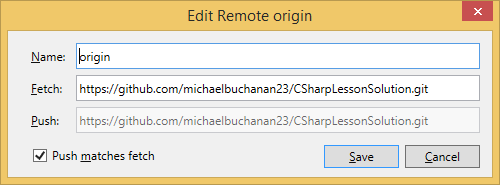 Edit Remote origin
Name: origin
Fetch: https://github.com/michaelbuchanan23/CSharpLessonSolution.git
Push: https://github.com/michaelbuchanan23/CSharpLessonSolution.git
Push matches fetch Save Cancel